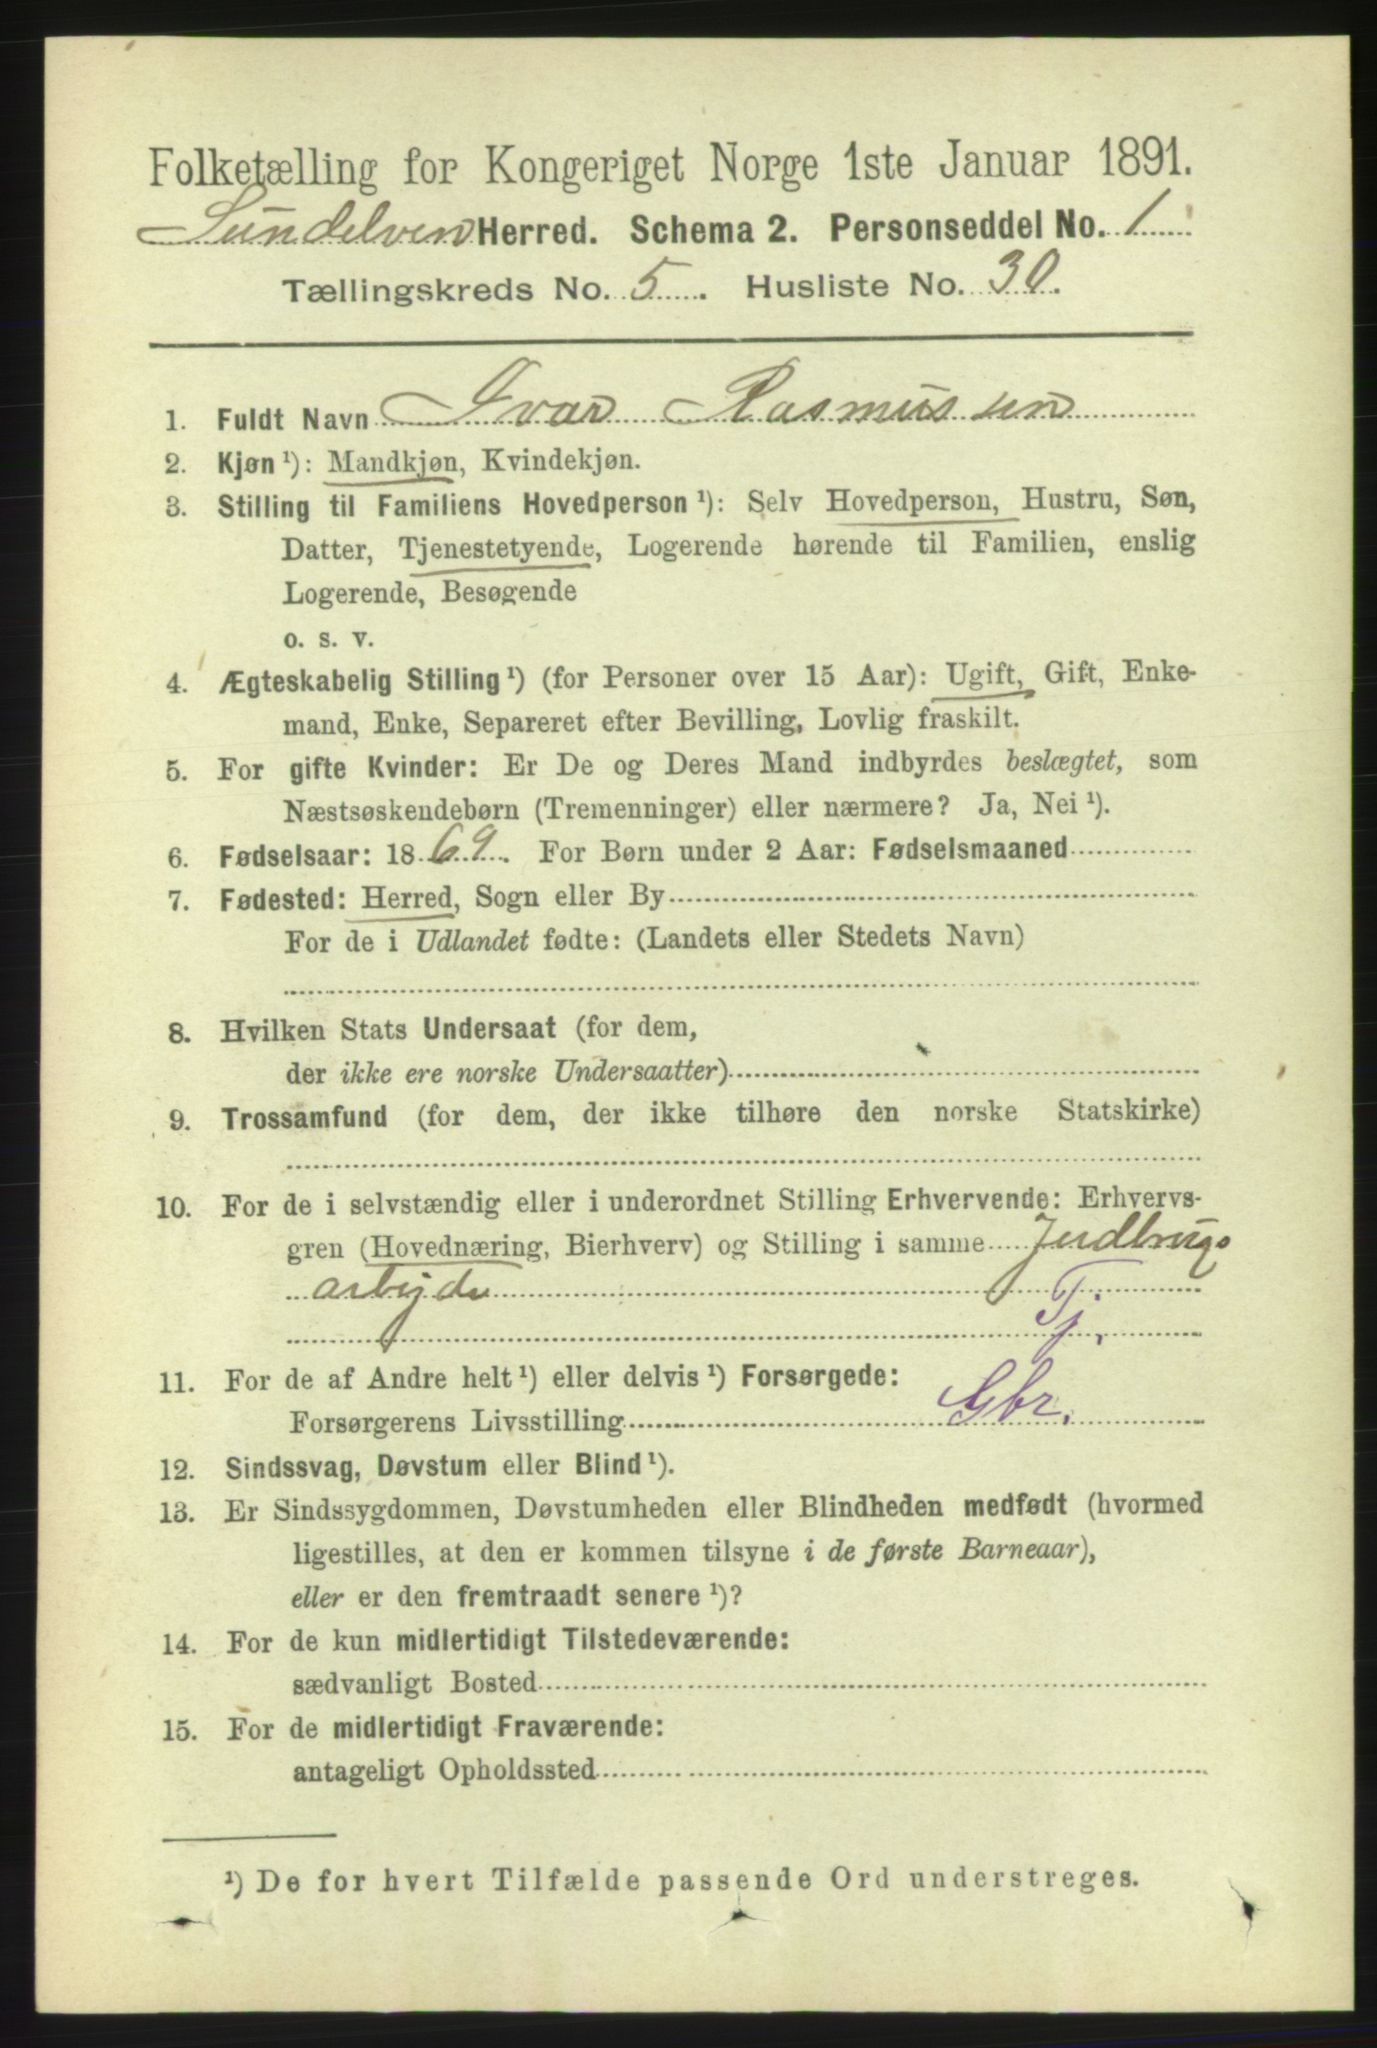 Folketælling for Kongeriget Norge 1ste Januar 1891.
Sundelven Herred. Schema 2. Personseddel No. 1
Tællingskreds No. 5. Husliste No. 30.
1. Fuldt Navn Ivar Rasmussen
2. Kjøn¹): Mandkjøn, Kvindekjøn.
3. Stilling til Familiens Hovedperson¹): Selv Hovedperson, Hustru, Søn,
Datter, Tjenestetyende, Logerende hørende til Familien, enslig
Logerende, Besøgende
o. s. v.
4. Ægteskabelig Stilling¹) (for Personer over 15 Aar): Ugift, Gift, Enke-
mand, Enke, Separeret efter Bevilling, Lovlig fraskilt.
5. For gifte Kvinder: Er De og Deres Mand indbyrdes beslægtet, som
Næstsøskendebørn (Tremenninger) eller nærmere? Ja, Nei¹).
6. Fødselsaar: 1869. For Børn under 2 Aar: Fødselsmaaned
7. Fødested: Herred, Sogn eller By
For de i Udlandet fødte: (Landets eller Stedets Navn)
8. Hvilken Stats Undersaat (for dem,
der ikke ere norske Undersaatter)
9. Trossamfund (for dem, der ikke tilhøre den norske Statskirke)
10. For de i selvstændig eller i underordnet Stilling Erhvervende: Erhvervs-
gren (Hovednæring, Bierhverv) og Stilling i samme Jordbrugs
arbejde
Tj.
11. For de af Andre helt¹) eller delvis¹) Forsørgede:
Forsørgerens Livsstilling Gbr.
12. Sindssvag, Døvstum eller Blind¹).
13. Er Sindssygdommen, Døvstumheden eller Blindheden medfødt (hvormed
ligestilles, at den er kommen tilsyne i de første Barneaar),
eller er den fremtraadt senere¹)?
14. For de kun midlertidigt Tilstedeværende:
sædvanligt Bosted
15. For de midlertidigt Fraværende:
antageligt Opholdssted
¹) De for hvert Tilfælde passende Ord understreges.